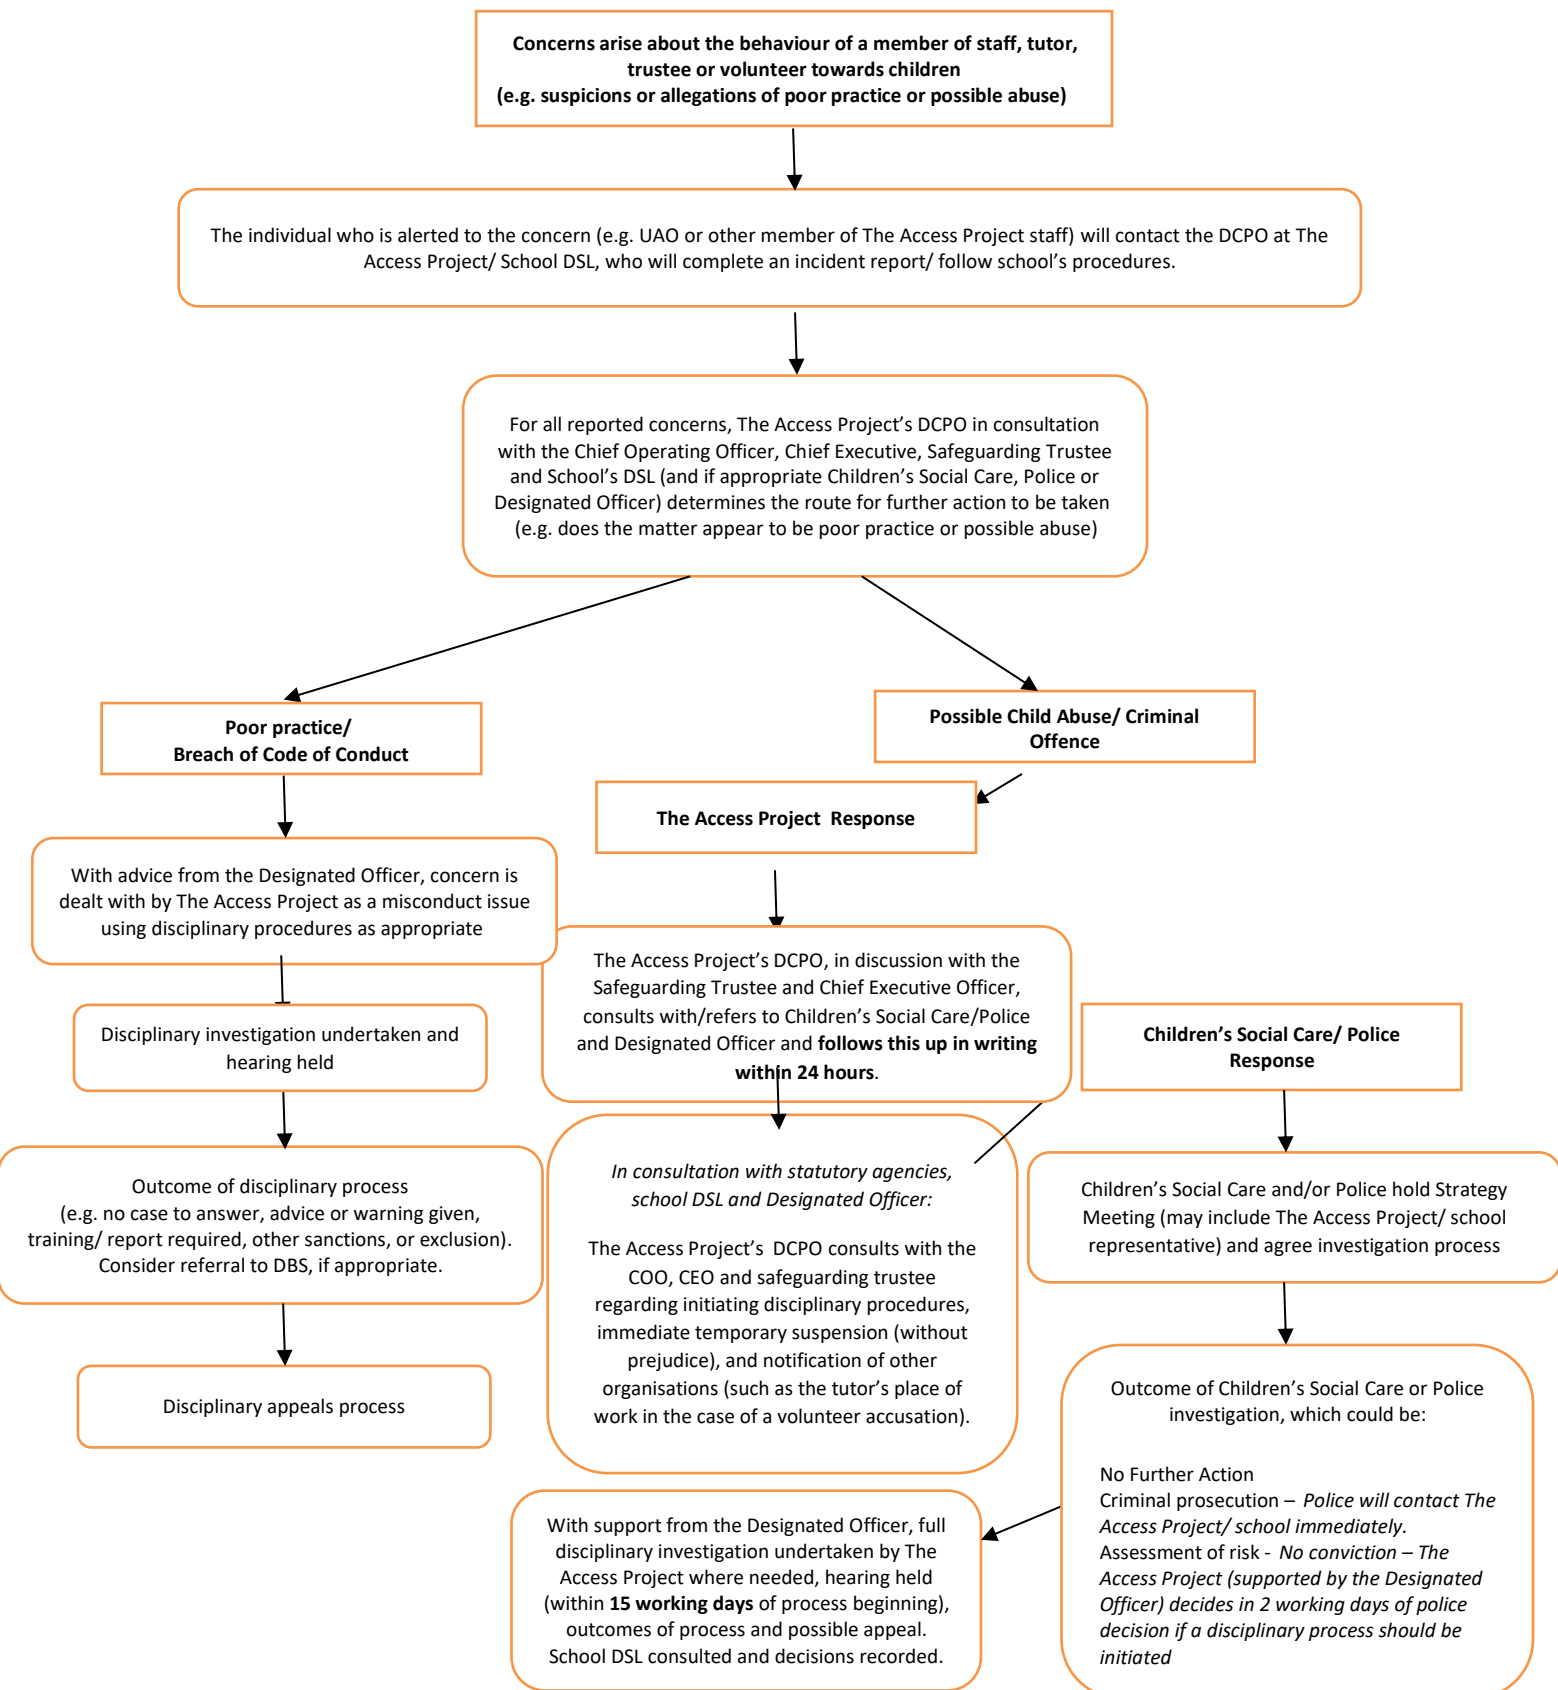 Concerns arise about the behaviour of a member of staff, tutor,
trustee or volunteer towards children
(e.g. suspicions or allegations of poor practice or possible abuse)
The individual who is alerted to the concern (e.g. UAO or other member of The Access Project staff) will contact the DCPO at The
Access Project/ School DSL, who will complete an incident report/ follow school’s procedures.
For all reported concerns, The Access Project’s DCPO in consultation
with the Chief Operating Officer, Chief Executive, Safeguarding Trustee
and School’s DSL (and if appropriate Children’s Social Care, Police or
Designated Officer) determines the route for further action to be taken
(e.g. does the matter appear to be poor practice or possible abuse)
Poor practice/
Breach of Code of Conduct
With advice from the Designated Officer, concern is
dealt with by The Access Project as a misconduct issue
using disciplinary procedures as appropriate
Disciplinary investigation undertaken and
hearing held
Outcome of disciplinary process
(e.g. no case to answer, advice or warning given,
training/ report required, other sanctions, or exclusion).
Consider referral to DBS, if appropriate.
Disciplinary appeals process
Possible Child Abuse/ Criminal
Offence
The Access Project  Response
The Access Project’s DCPO, in discussion with the
Safeguarding Trustee and Chief Executive Officer,
consults with/refers to Children’s Social Care/Police
and Designated Officer and follows this up in writing
within 24 hours.
In consultation with statutory agencies,
school DSL and Designated Officer:
The Access Project’s  DCPO consults with the
COO, CEO and safeguarding trustee
regarding initiating disciplinary procedures,
immediate temporary suspension (without
prejudice), and notification of other
organisations (such as the tutor’s place of
work in the case of a volunteer accusation).
Children’s Social Care/ Police
Response
Children’s Social Care and/or Police hold Strategy
Meeting (may include The Access Project/ school
representative) and agree investigation process
Outcome of Children’s Social Care or Police
investigation, which could be:
No Further Action
Criminal prosecution – Police will contact The
Access Project/ school immediately.
Assessment of risk - No conviction – The
Access Project (supported by the Designated
Officer) decides in 2 working days of police
decision if a disciplinary process should be
initiated
With support from the Designated Officer, full
disciplinary investigation undertaken by The
Access Project where needed, hearing held
(within 15 working days of process beginning),
outcomes of process and possible appeal.
School DSL consulted and decisions recorded.